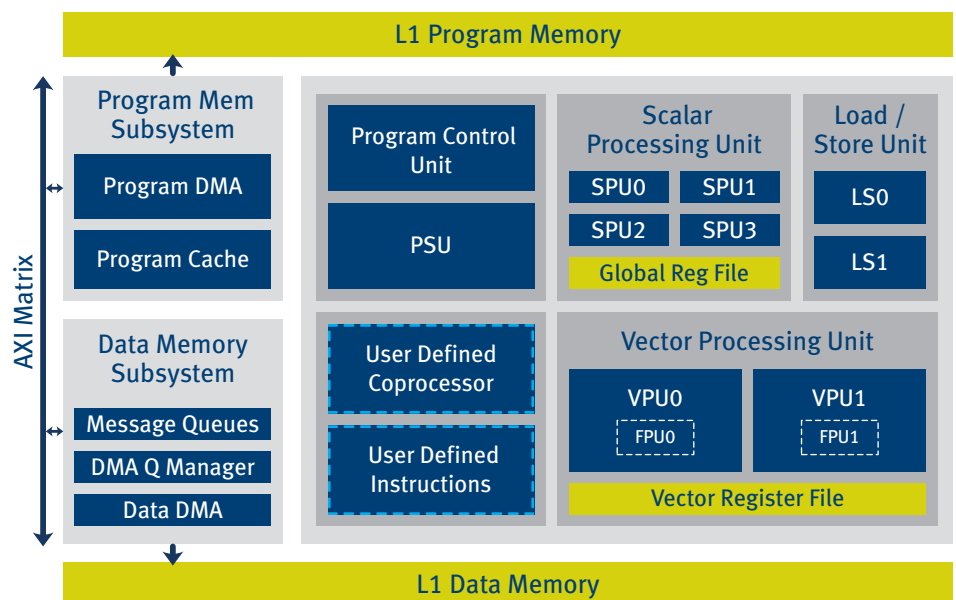 L1 Program Memory
AXI Matrix
Program Mem
Subsystem
Program DMA
Program Cache
Data Memory
Subsystem
Message Queues
DMA Q Manager
Data DMA
Program Control
Unit
PSU
Scalar
Processing Unit
SPU0
SPU1
SPU2
SPU3
Global Reg File
Load /
Store Unit
LS0
LS1
User Defined
Coprocessor
User Defined
Instructions
Vector Processing Unit
VPU0
FPU0
VPU1
FPU1
Vector Register File
L1 Data Memory